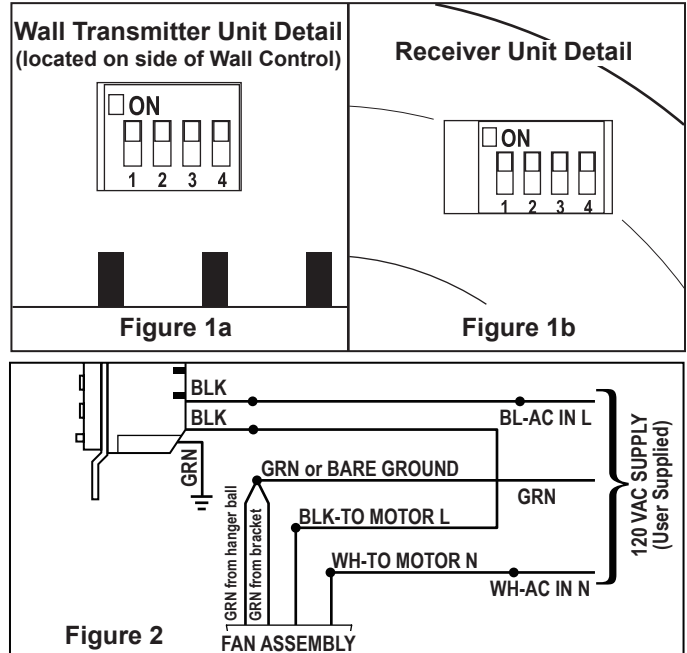 Wall Transmitter Unit Detail
(located on side of Wall Control)
ON
1 2 3 4
Figure 1a
Receiver Unit Detail
ON
1 2 3 4
Figure 1b
BLK
BL-AC IN L
BLK
GRN
GRN or BARE GROUND
GRN
GRN from hanger ball
GRN from bracket
BLK-TO MOTOR L
WH-TO MOTOR N
WH-AC IN N
120 VAC SUPPLY
(User Supplied)
Figure 2
FAN ASSEMBLY